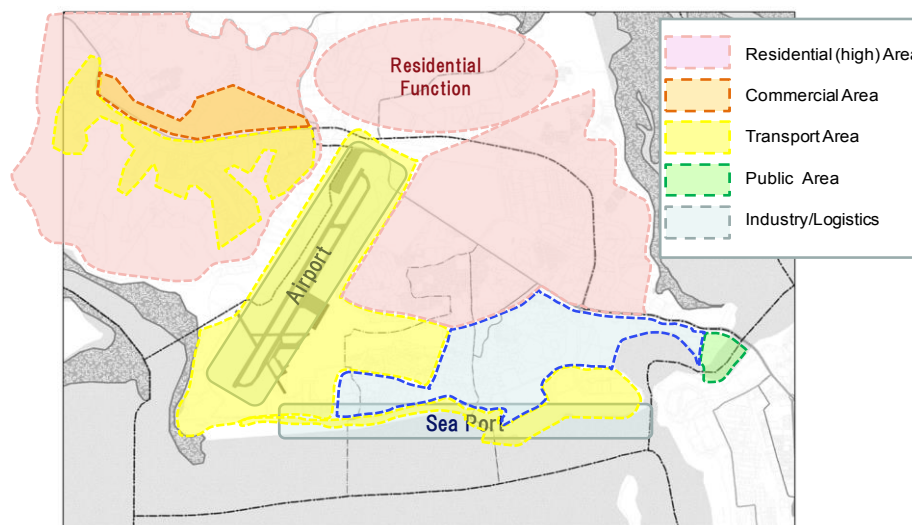 Residential
Function
Residential (high) Area
Commercial Area
Transport Area
Public Area
Industry/Logistics
Airport
Sea Port